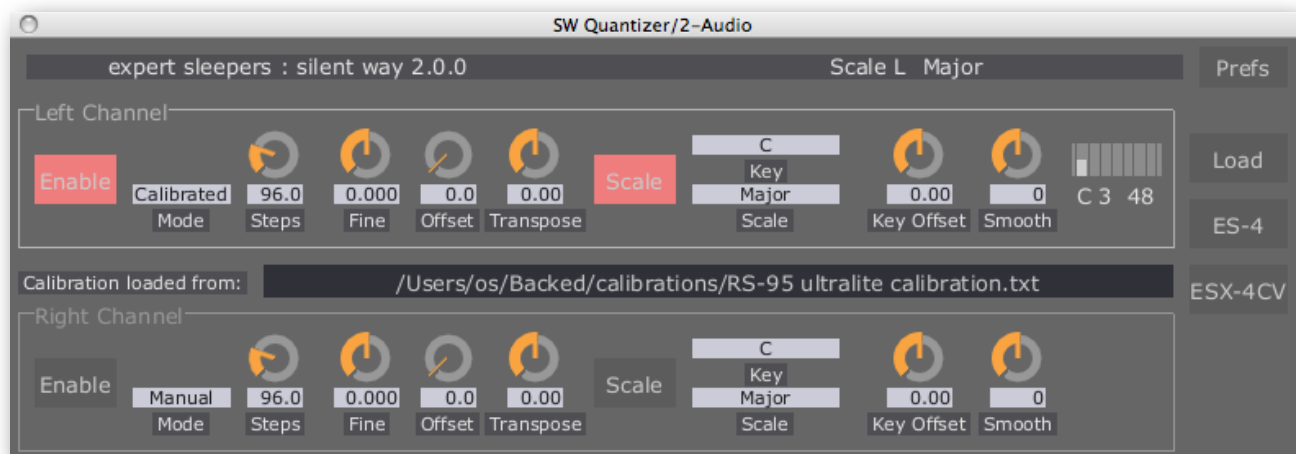 SW Quantizer/2-Audio
expert sleepers : silent way 2.0.0 Scale L Major
Prefs
Left Channel
Enable
Calibrated 96.0 0.000 0.0 0.00
Mode Steps Fine Offset Transpose
Scale
C
Key
Major
Scale
0.00 0
Key Offset Smooth
C 3 48
Load
ES-4
ESX-4CV
Calibration loaded from: /Users/os/Backed/calibrations/RS-95 ultralite calibration.txt
Right Channel
Enable
Manual 96.0 0.000 0.0 0.00
Mode Steps Fine Offset Transpose
Scale
C
Key
Major
Scale
0.00 0
Key Offset Smooth